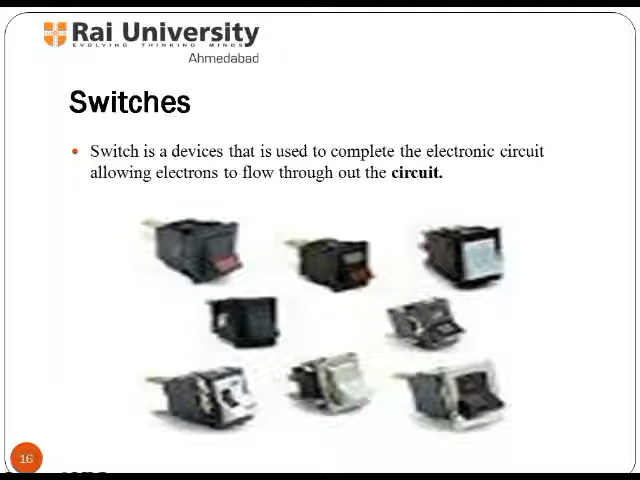 Rai University
EVOLVING THINKING MINDS
Ahmedabad
Switches
• Switch is a devices that is used to complete the electronic circuit
allowing electrons to flow through out the circuit.
16